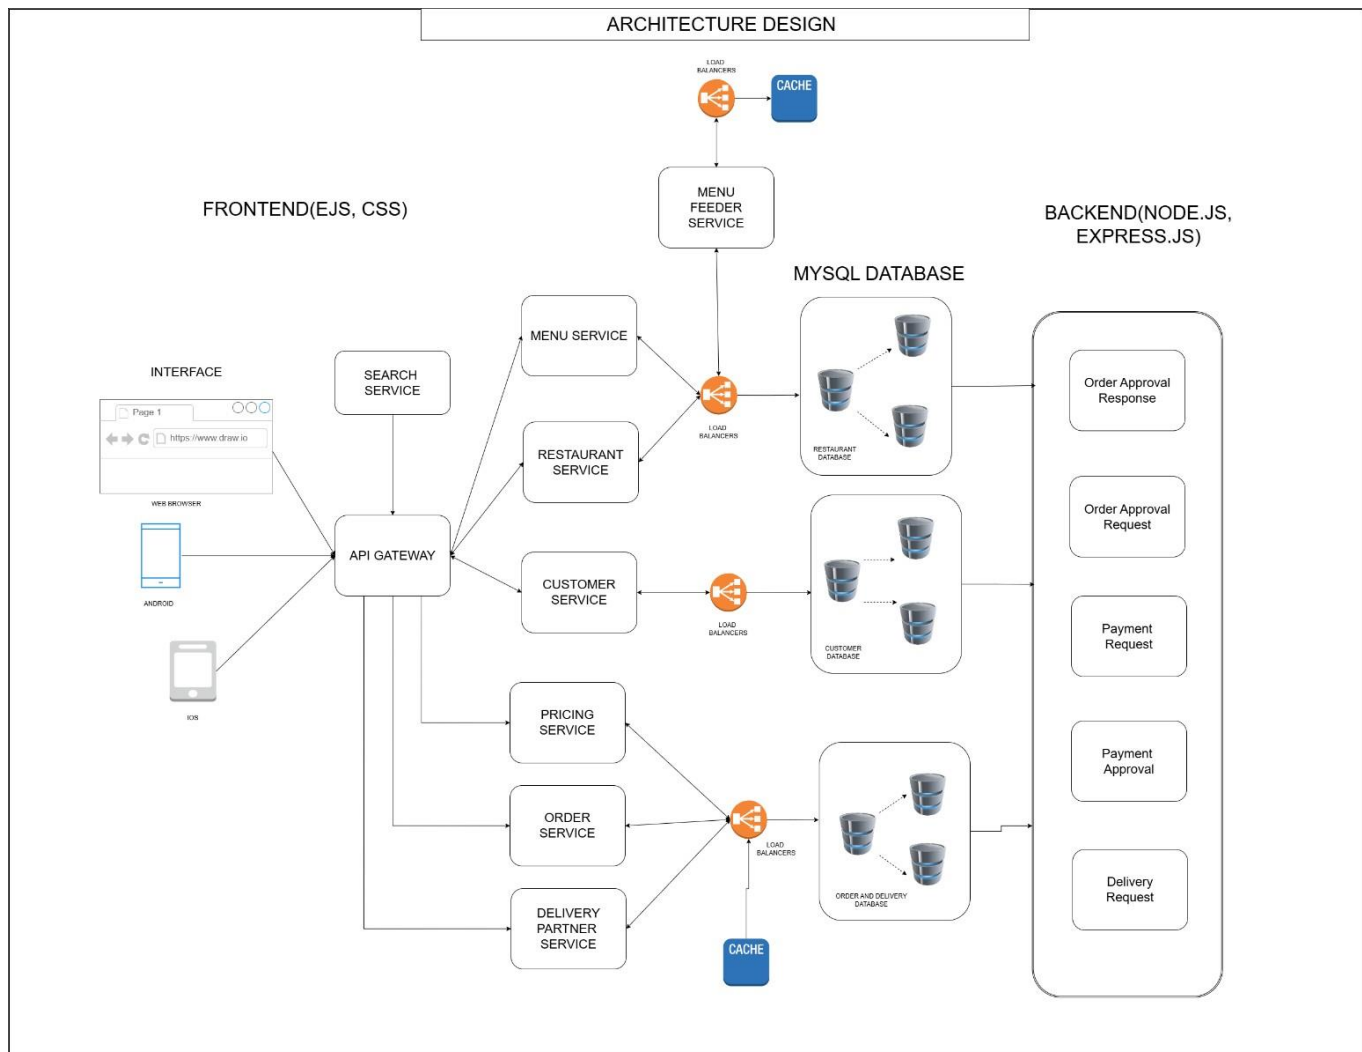 ARCHITECTURE DESIGN
LOAD
BALANCERS
CACHE
MENU
FEEDER
SERVICE
FRONTEND(EJS, CSS)
BACKEND(NODE.JS,
EXPRESS.JS)
MYSQL DATABASE
MENU SERVICE
INTERFACE
SEARCH
SERVICE
Page 1
https://www.draw.io
WEB BROWSER
LOAD
BALANCERS
RESTAURANT
SERVICE
RESTAURANT
DATABASE
Order Approval
Response
Order Approval
Request
API GATEWAY
ANDROID
CUSTOMER
SERVICE
LOAD
BALANCERS
CUSTOMER
DATABASE
Payment
Request
IOS
PRICING
SERVICE
Payment
Approval
ORDER
SERVICE
LOAD
BALANCERS
ORDER AND DELIVERY
DATABASE
Delivery
Request
DELIVERY
PARTNER
SERVICE
CACHE